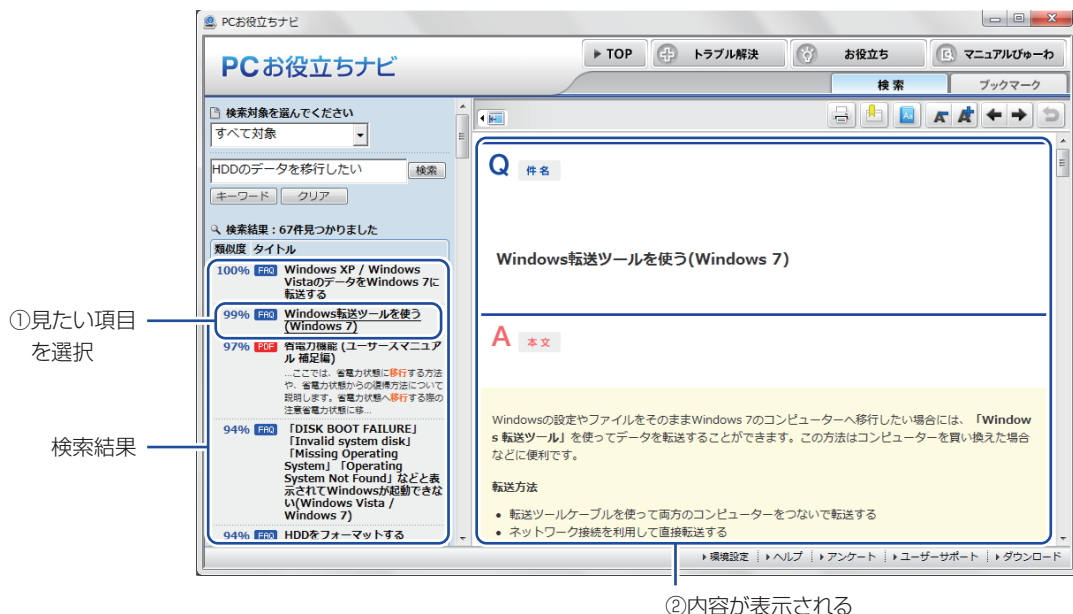 PCお役立ちナビ
PCお役立ちナビ
TOP
トラブル解決
お役立ち
マニュアルびゅーわ
検索
ブックマーク
検索対象を選んでください
すべて対象
HDDのデータを移行したい
検索
キーワード
クリア
検索結果：67件見つかりました
類似度 タイトル
100% FAQ Windows XP / Windows
VistaのデータをWindows 7に
転送する
99% FAQ Windows転送ツールを使う
(Windows 7)
97% PDF 省電力機能 (ユーザーズマニュア
ル 補足編)
...ここでは、省電力状態に移行する方法
や、省電力状態からの復帰方法について
説明します。省電力状態へ移行する際の
注意省電力状態に移...
94% FAQ 「DISK BOOT FAILURE」
「Invalid system disk」
「Missing Operating
System」「Operating
System Not Found」などと表
示されてWindowsが起動できな
い(Windows Vista /
Windows 7)
94% FAQ HDDをフォーマットする
Q 件名
Windows転送ツールを使う(Windows 7)
A 本文
Windowsの設定やファイルをそのままWindows 7のコンピューターへ移行したい場合には、「Window
s 転送ツール」を使ってデータを転送することができます。この方法はコンピューターを買い換えた場合
などに便利です。
転送方法
• 転送ツールケーブルを使って両方のコンピューターをつないで転送する
• ネットワーク接続を利用して直接転送する
環境設定
ヘルプ
アンケート
ユーザーサポート
ダウンロード
①見たい項目
を選択
検索結果
②内容が表示される